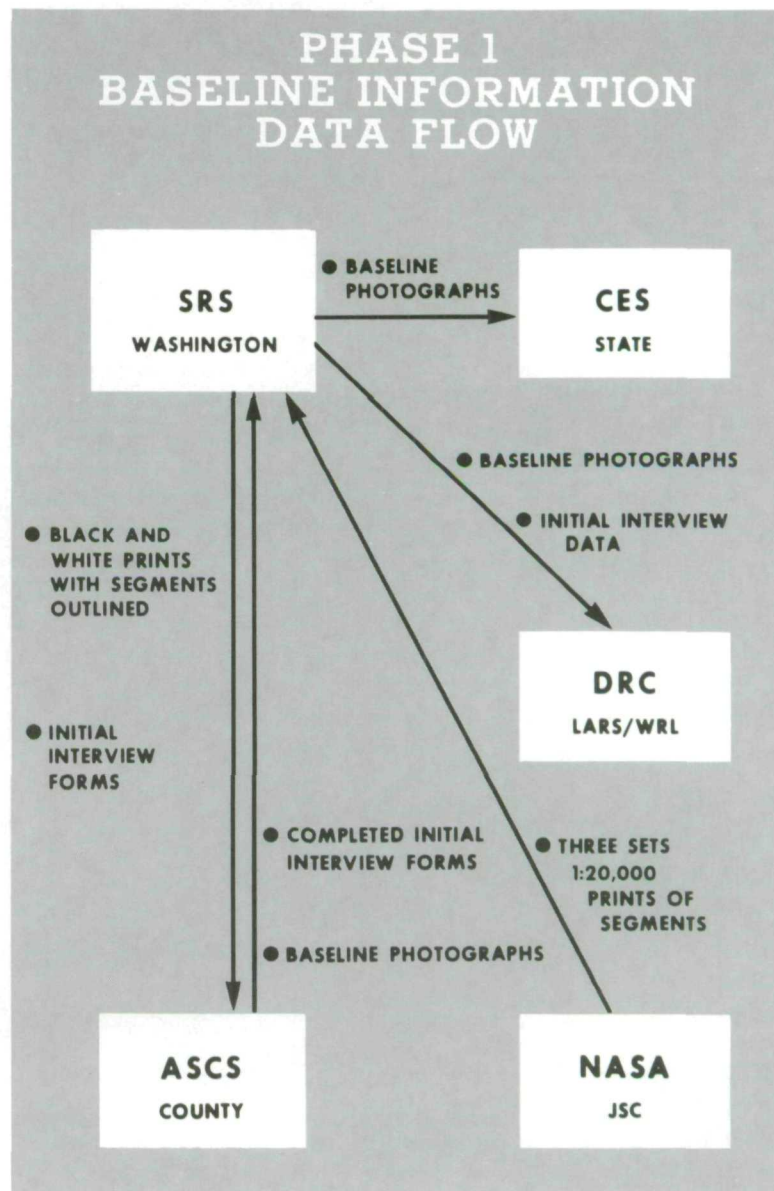 PHASE 1
BASELINE INFORMATION
DATA FLOW
SRS
WASHINGTON
● BASELINE
PHOTOGRAPHS
CES
STATE
● BASELINE PHOTOGRAPHS
● INITIAL INTERVIEW
DATA
● BLACK AND
WHITE PRINTS
WITH SEGMENTS
OUTLINED
DRC
LARS/WRL
● INITIAL
INTERVIEW
FORMS
● COMPLETED INITIAL
INTERVIEW FORMS
● THREE SETS
1:20,000
PRINTS OF
SEGMENTS
● BASELINE PHOTOGRAPHS
ASCS
COUNTY
NASA
JSC